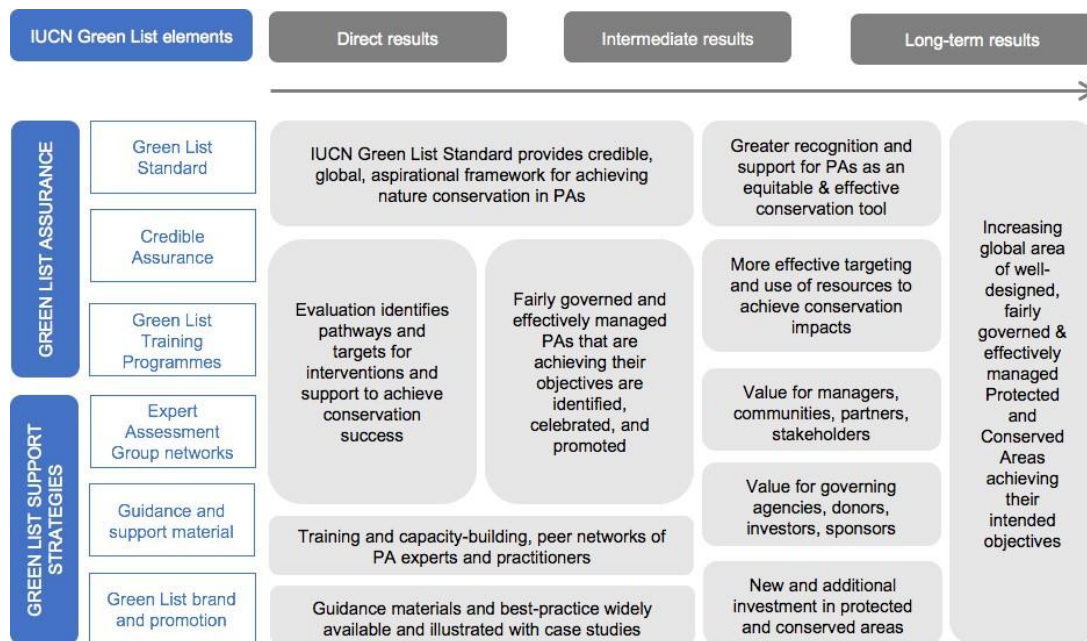 IUCN Green List elements
Direct results
Intermediate results
Long-term results
GREEN LIST ASSURANCE
Green List
Standard
Credible
Assurance
Green List
Training
Programmes
GREEN LIST SUPPORT
STRATEGIES
Expert
Assessment
Group networks
Guidance and
support material
Green List brand
and promotion
IUCN Green List Standard provides credible,
global, aspirational framework for achieving
nature conservation in PAs
Evaluation identifies
pathways and
targets for
interventions and
support to achieve
conservation
success
Fairly governed and
effectively managed
PAs that are
achieving their
objectives are
identified,
celebrated, and
promoted
Training and capacity-building, peer networks of
PA experts and practitioners
Guidance materials and best-practice widely
available and illustrated with case studies
Greater recognition and
support for PAs as an
equitable & effective
conservation tool
More effective targeting
and use of resources to
achieve conservation
impacts
Value for managers,
communities, partners,
stakeholders
Value for governing
agencies, donors,
investors, sponsors
New and additional
investment in protected
and conserved areas
Increasing
global area
of well-
designed,
fairly
governed &
effectively
managed
Protected
and
Conserved
Areas
achieving
their
intended
objectives